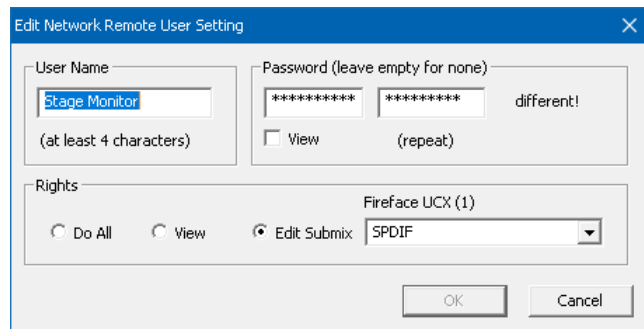 Edit Network Remote User Setting
User Name
Password (leave empty for none)
Stage Monitor
********** ********* different!
(at least 4 characters)
View
(repeat)
Rights
Fireface UCX (1)
Do All
View
Edit Submix
SPDIF
OK
Cancel